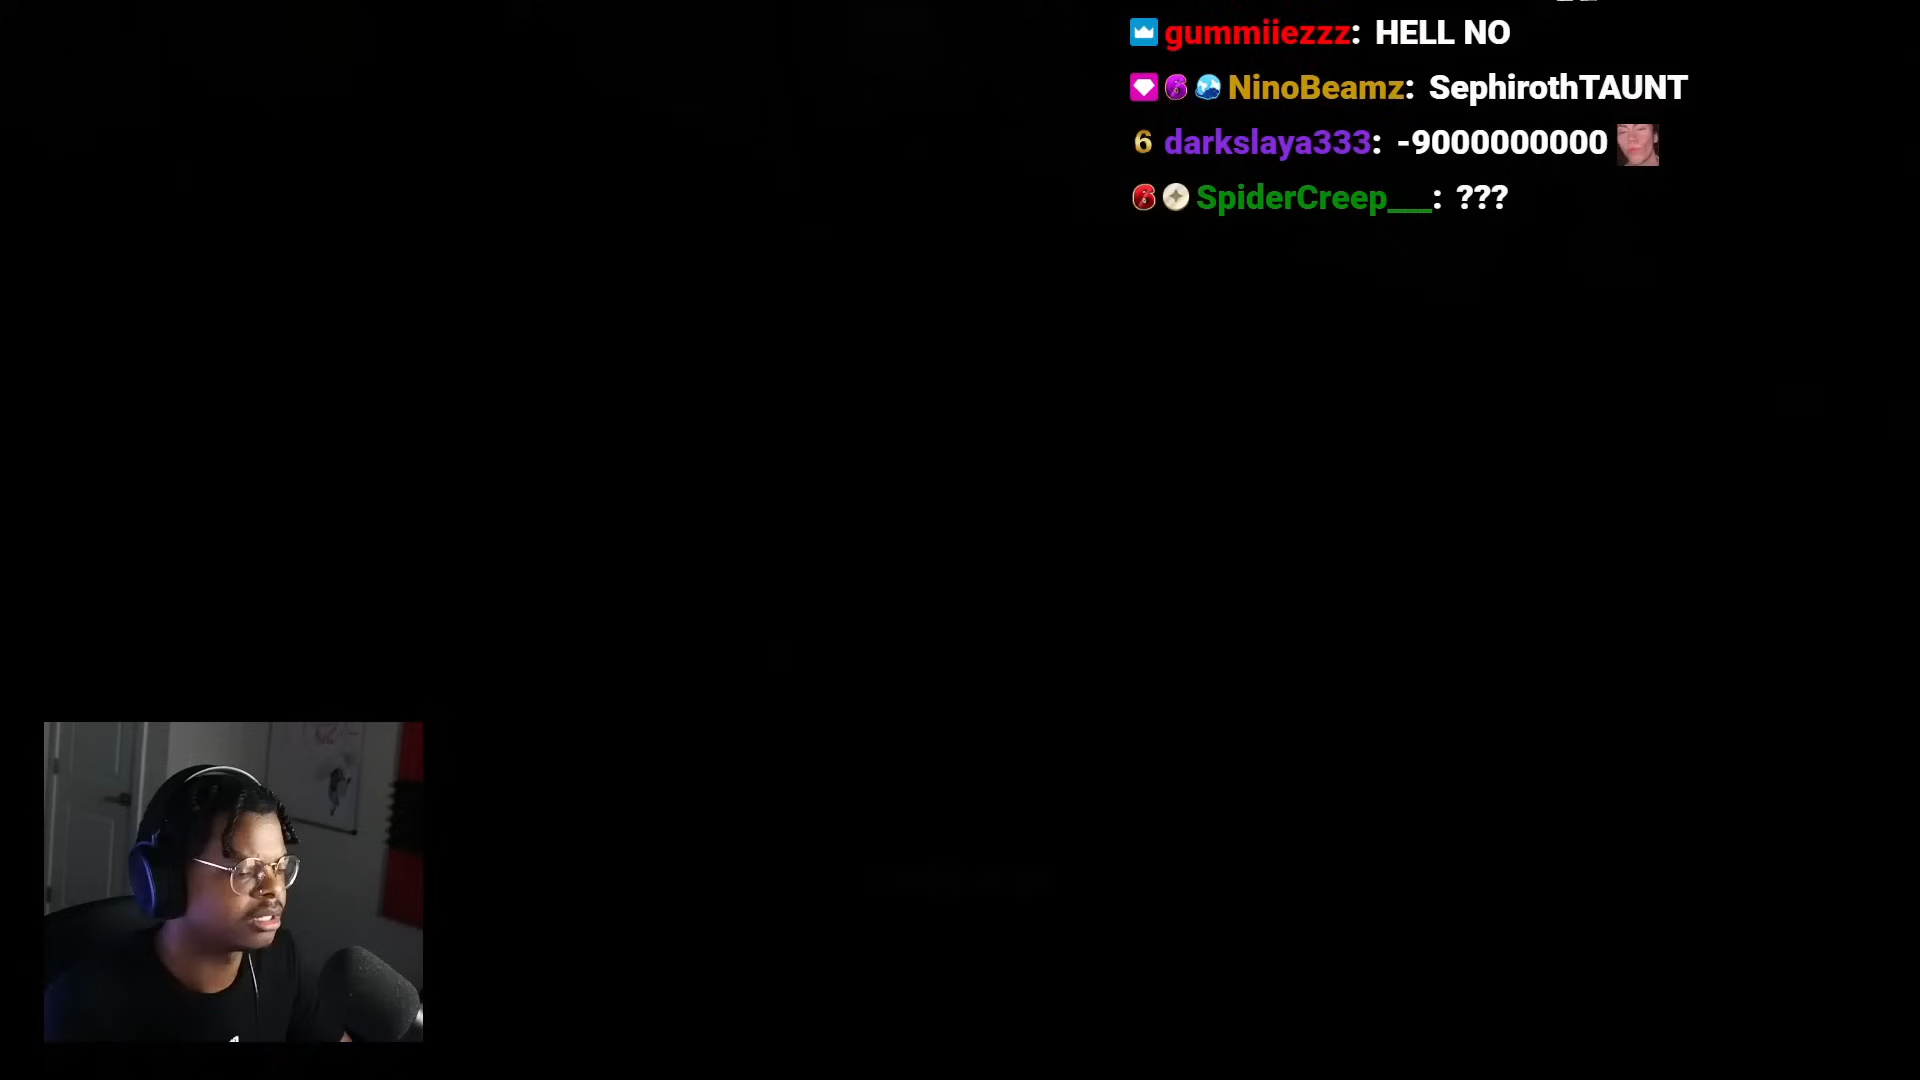 gummiiezzz: HELL NO
NinoBeamz: SephirothTAUNT
6 darkslaya333: -9000000000
SpiderCreep___: ???